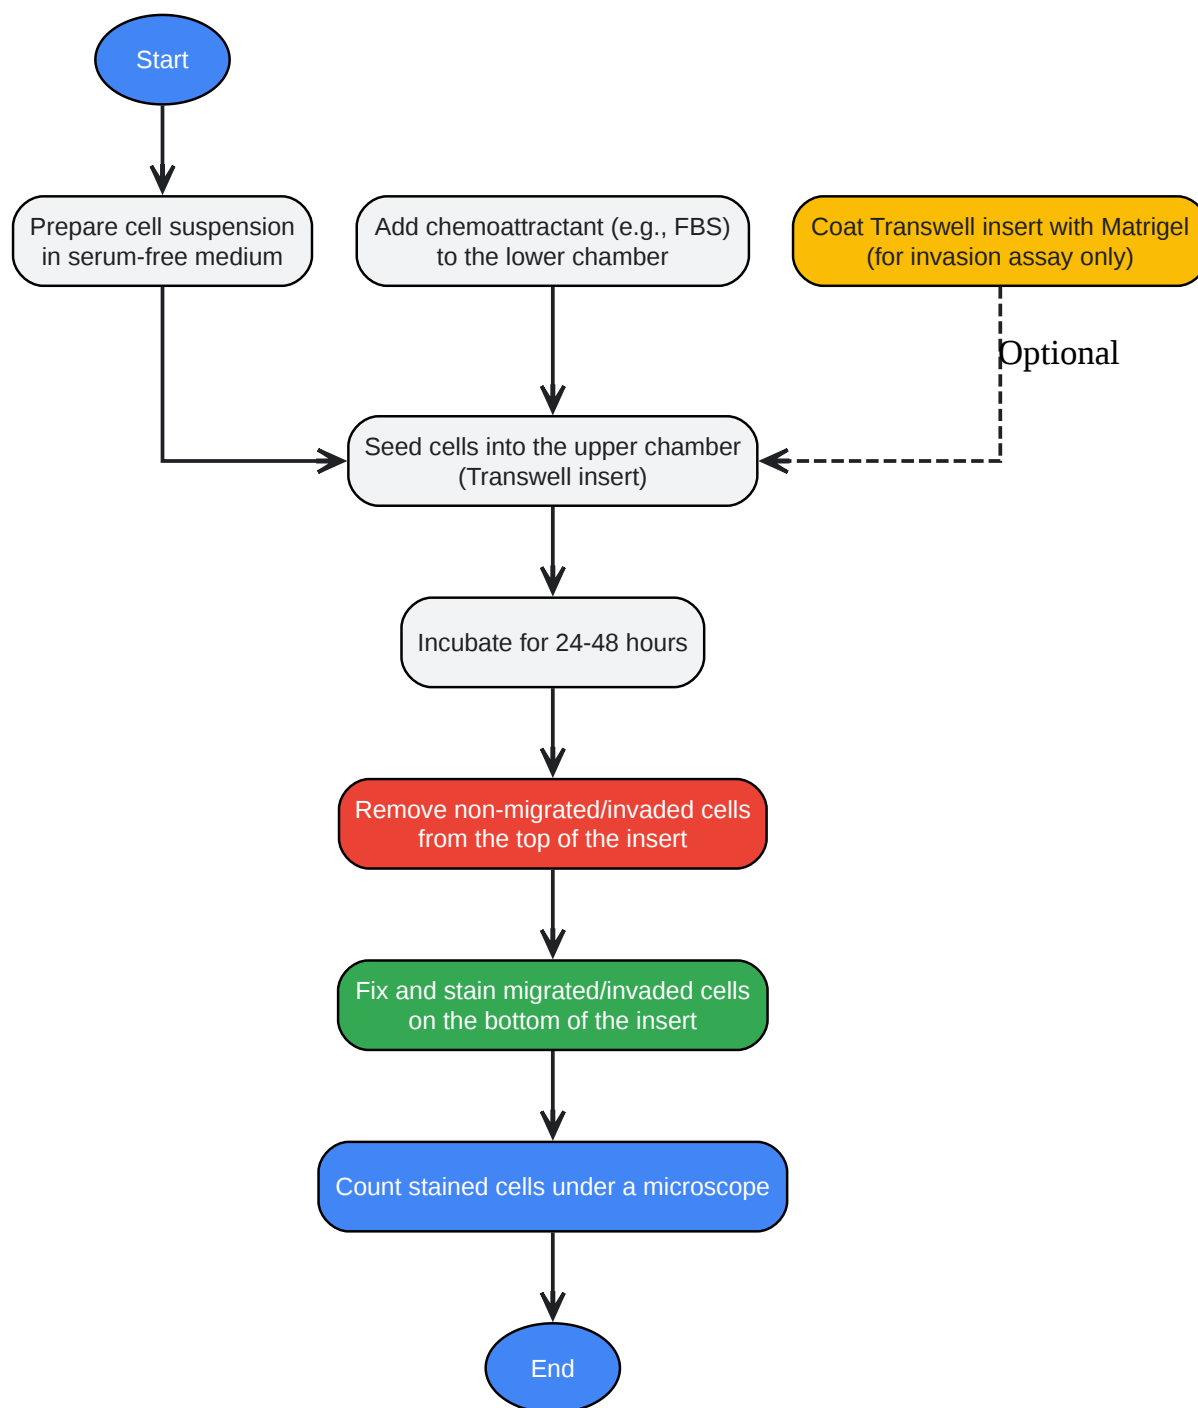 Start
Prepare cell suspension
in serum-free medium
Add chemoattractant (e.g., FBS)
to the lower chamber
Coat Transwell insert with Matrigel
(for invasion assay only)
Optional
Seed cells into the upper chamber
(Transwell insert)
Incubate for 24-48 hours
Remove non-migrated/invaded cells
from the top of the insert
Fix and stain migrated/invaded cells
on the bottom of the insert
Count stained cells under a microscope
End